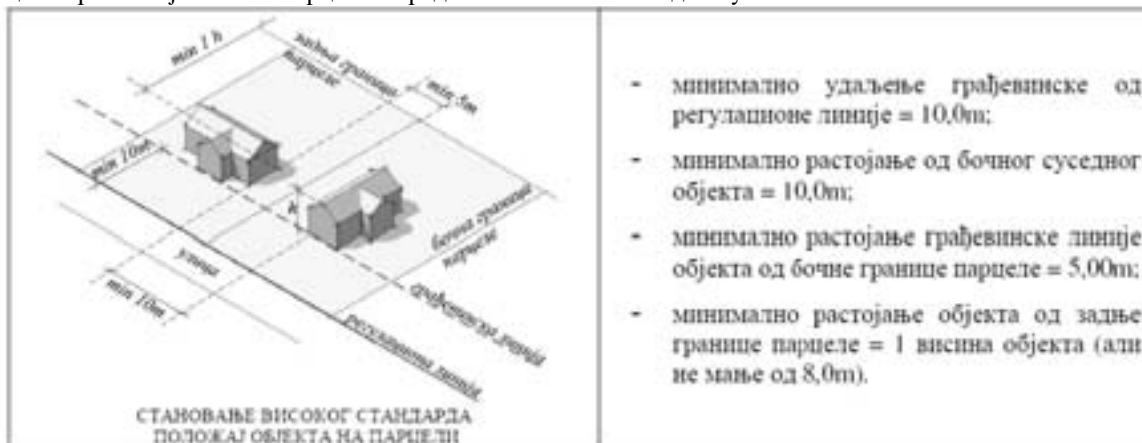 min 1 h
задња граница
парцеле
min 5m
min 10m
h
бочна граница
парцеле
улица
min 10m
грађевинска линија
регулациона линија
СТАНОВАЊЕ ВИСОКОГ СТАНДАРДА
ПОЛОЖАЈ ОБЈЕКТА НА ПАРЦЕЛИ
- минимално удаљење грађевинске од
регулационе линије = 10,0m;
- минимално растојање од бочног суседног
објекта = 10,0m;
- минимално растојање грађевинске линије
објекта од бочне границе парцеле = 5,00m;
- минимално растојање објекта од задње
границе парцеле = 1 висина објекта (али
не мање од 8,0m).